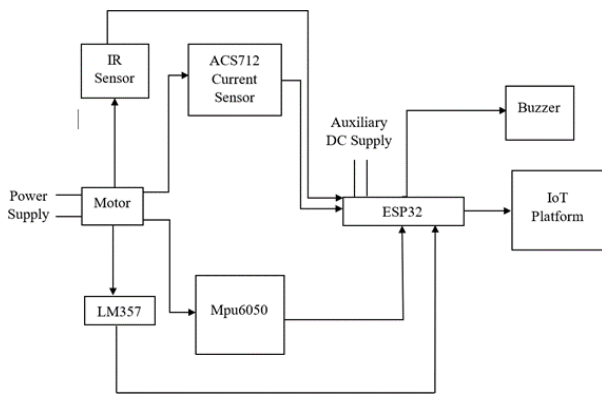 IR
Sensor
ACS712
Current
Sensor
Auxiliary
DC Supply
Buzzer
Power
Supply
Motor
ESP32
IoT
Platform
LM357
Mpu6050